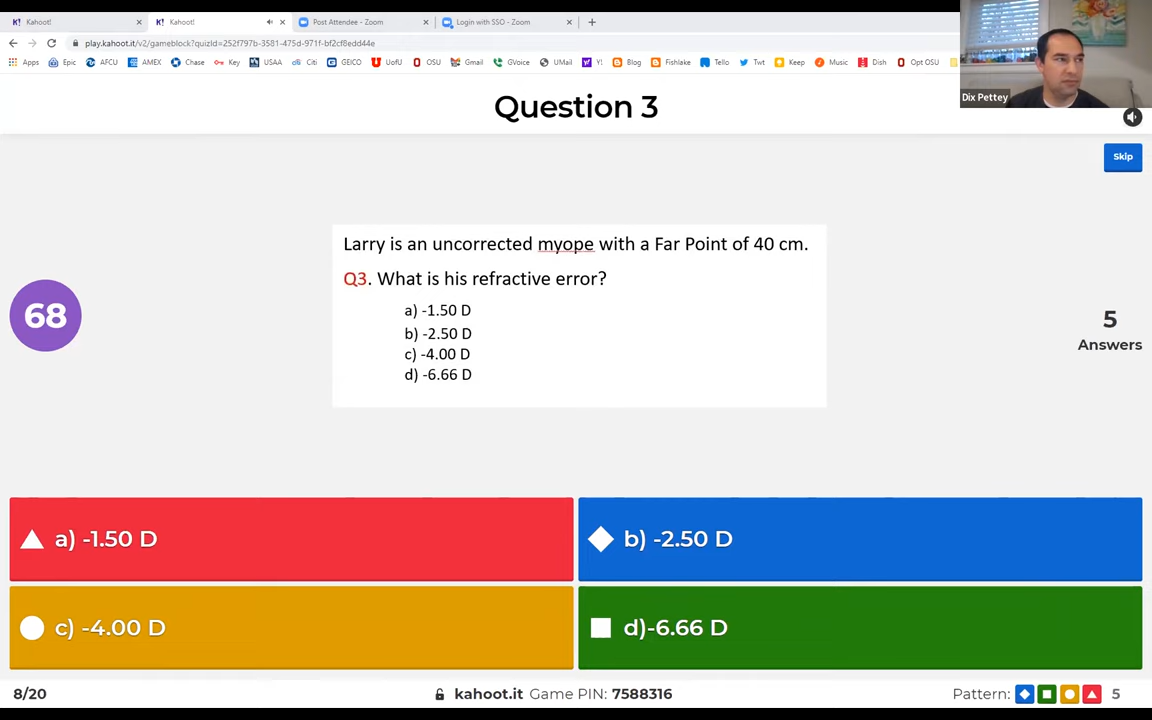 Kahoot!
Kahoot!
Post Attendee - Zoom
Login with SSO - Zoom
play.kahoot.it/v2/gameblock?quizId=252f797b-3581-475d-971f-bf2cf8edd44e
Apps Epic AFCU AMEX Chase Key USAA Citi GEICO UofU OSU Gmail GVoice UMail Y! Blog Fishlake Tello Twt Keep Music Dish Opt OSU
Dix Pettey
Question 3
Skip
Larry is an uncorrected myope with a Far Point of 40 cm.
Q3. What is his refractive error?
a) -1.50 D
b) -2.50 D
c) -4.00 D
d) -6.66 D
68
5
Answers
a) -1.50 D
b) -2.50 D
c) -4.00 D
d)-6.66 D
8/20
kahoot.it Game PIN: 7588316
Pattern: 5